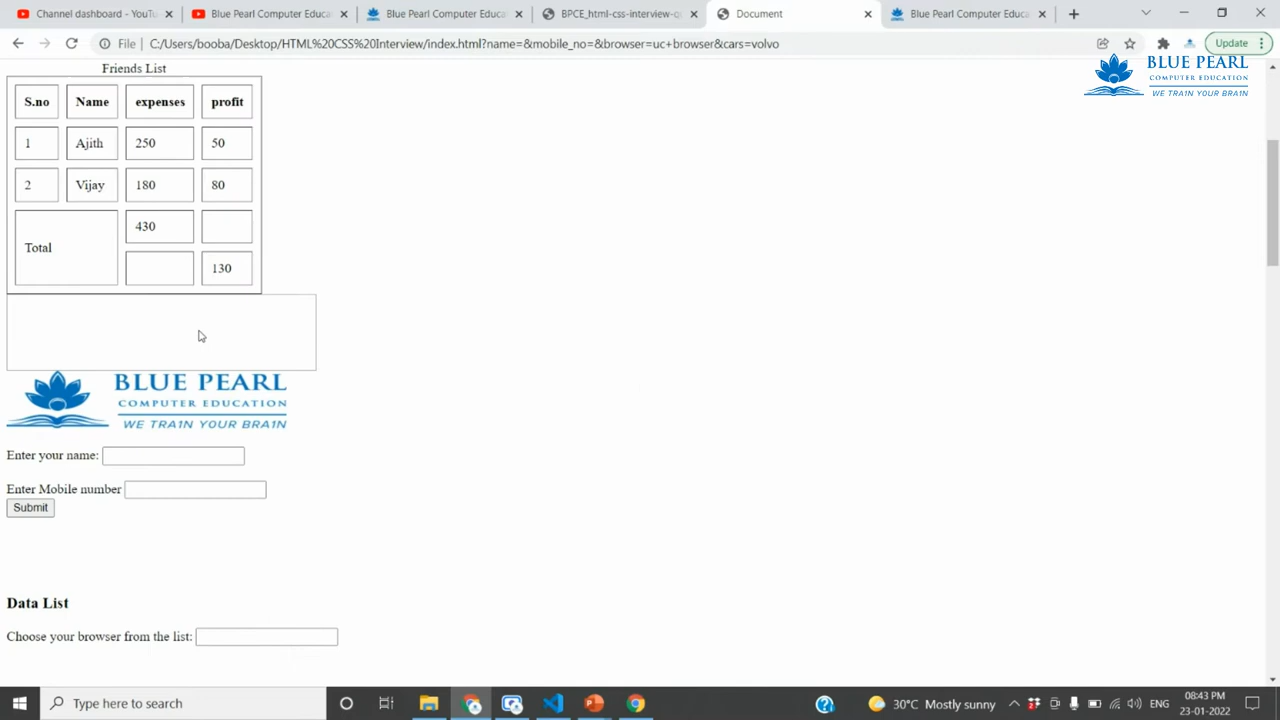 Channel dashboard - YouTu
Blue Pearl Computer Educa
Blue Pearl Computer Educa
BPCE_html-css-interview-q
Document
Blue Pearl Computer Educa
File
C:/Users/booba/Desktop/HTML%20CSS%20Interview/index.html?name=&mobile_no=&browser=uc+browser&cars=volvo
Update
BLUE PEARL
COMPUTER EDUCATION
WE TRA1N YOUR BRA1N
Friends List
S.no Name expenses profit
1 Ajith 250 50
2 Vijay 180 80
Total 430
130
BLUE PEARL
COMPUTER EDUCATION
WE TRA1N YOUR BRA1N
Enter your name:
Enter Mobile number
Submit
Data List
Choose your browser from the list:
Type here to search
30°C Mostly sunny
ENG
08:43 PM
23-01-2022